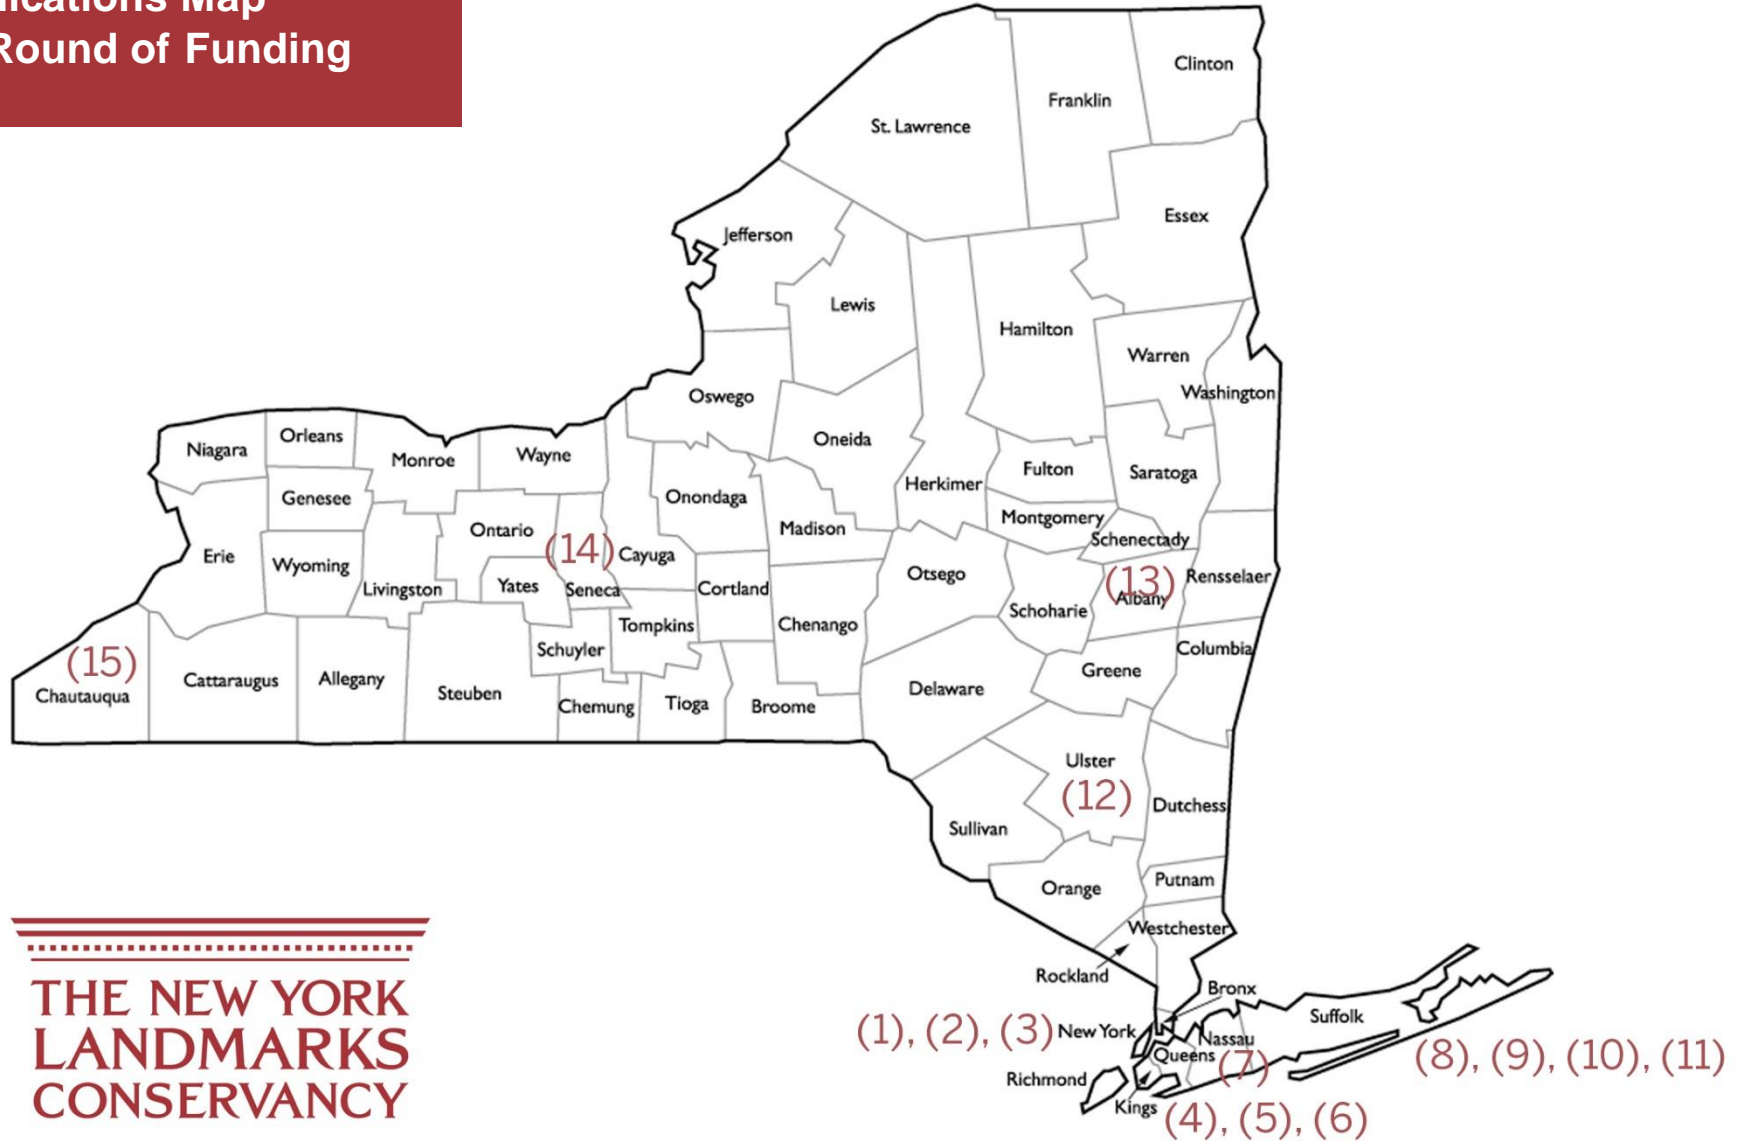 Map
Round of Funding
Clinton
Franklin
St. Lawrence
Essex
Jefferson
Lewis
Hamilton
Warren
Washington
Oswego
Oneida
Niagara
Orleans
Monroe
Wayne
Herkimer
Fulton
Saratoga
Genesee
Onondaga
Montgomery
Ontario
Madison
Schenectady
(14)
Cayuga
Erie
Wyoming
Otsego
(13)
Rensselaer
Livingston
Yates
Seneca
Cortland
Albany
Schoharie
Tompkins
Chenango
Schuyler
Columbia
(15)
Chautauqua
Cattaraugus
Allegany
Steuben
Greene
Delaware
Chemung
Tioga
Broome
Ulster
(12)
Dutchess
Sullivan
Orange
Putnam
Westchester
Rockland
Bronx
Suffolk
(1), (2), (3) New York
Nassau
Queens
(7)
(8), (9), (10), (11)
Richmond
Kings
(4), (5), (6)
THE NEW YORK
LANDMARKS
CONSERVANCY